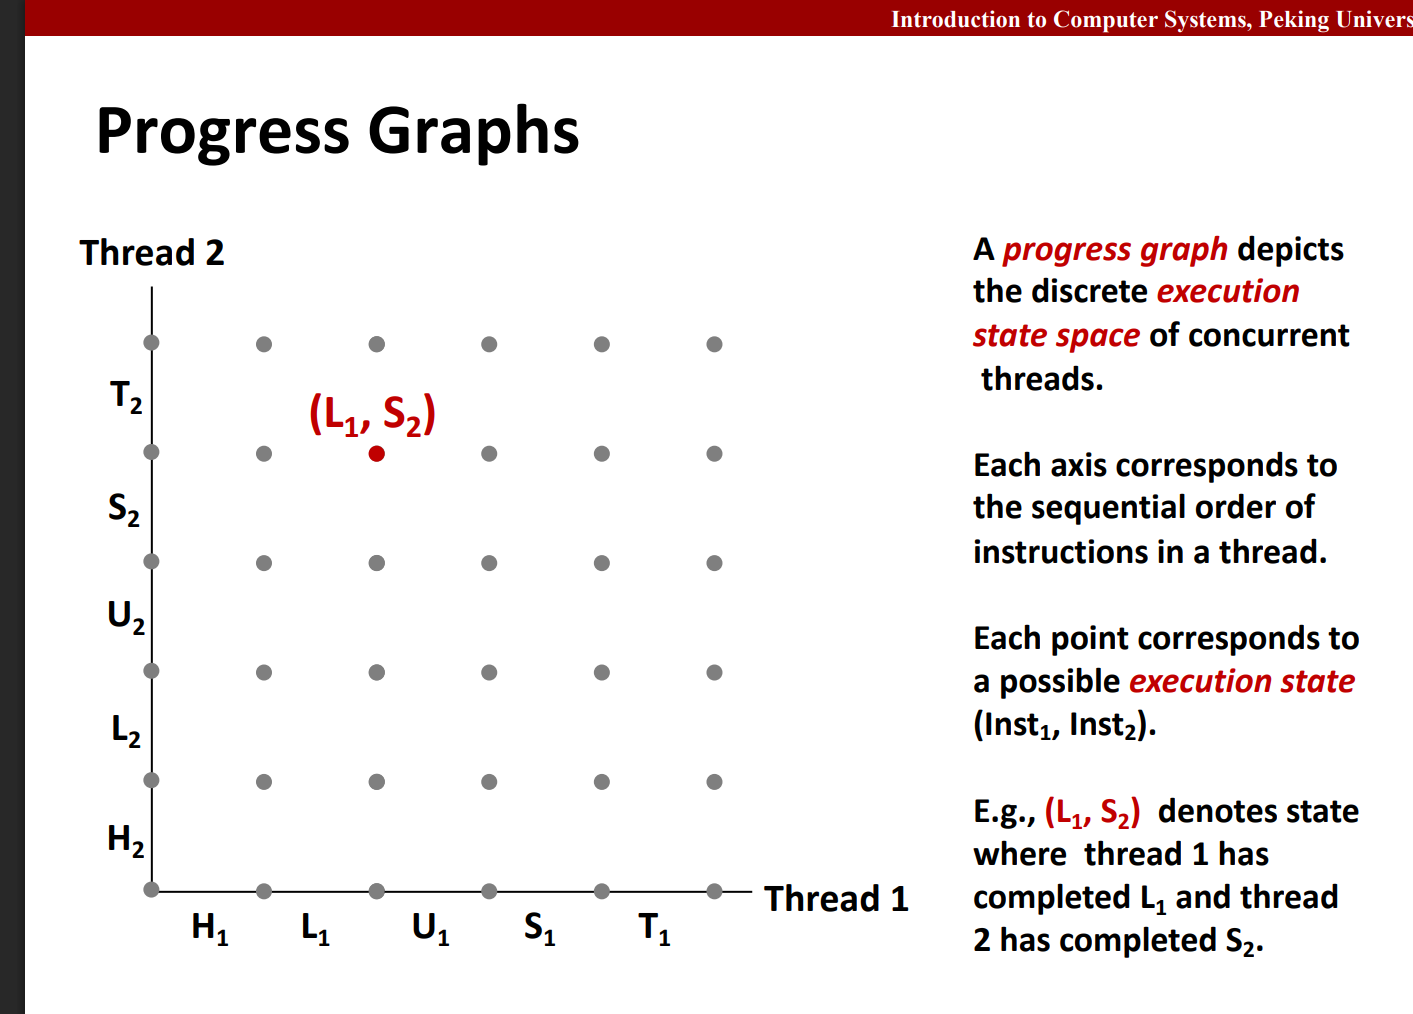 Introduction to Computer Systems, Peking Univers
Progress Graphs
Thread 2
T₂
(L₁, S₂)
S₂
U₂
L₂
H₂
Thread 1
H₁ L₁ U₁ S₁ T₁
A progress graph depicts
the discrete execution
state space of concurrent
threads.
Each axis corresponds to
the sequential order of
instructions in a thread.
Each point corresponds to
a possible execution state
(Inst₁, Inst₂).
E.g., (L₁, S₂) denotes state
where thread 1 has
completed L₁ and thread
2 has completed S₂.